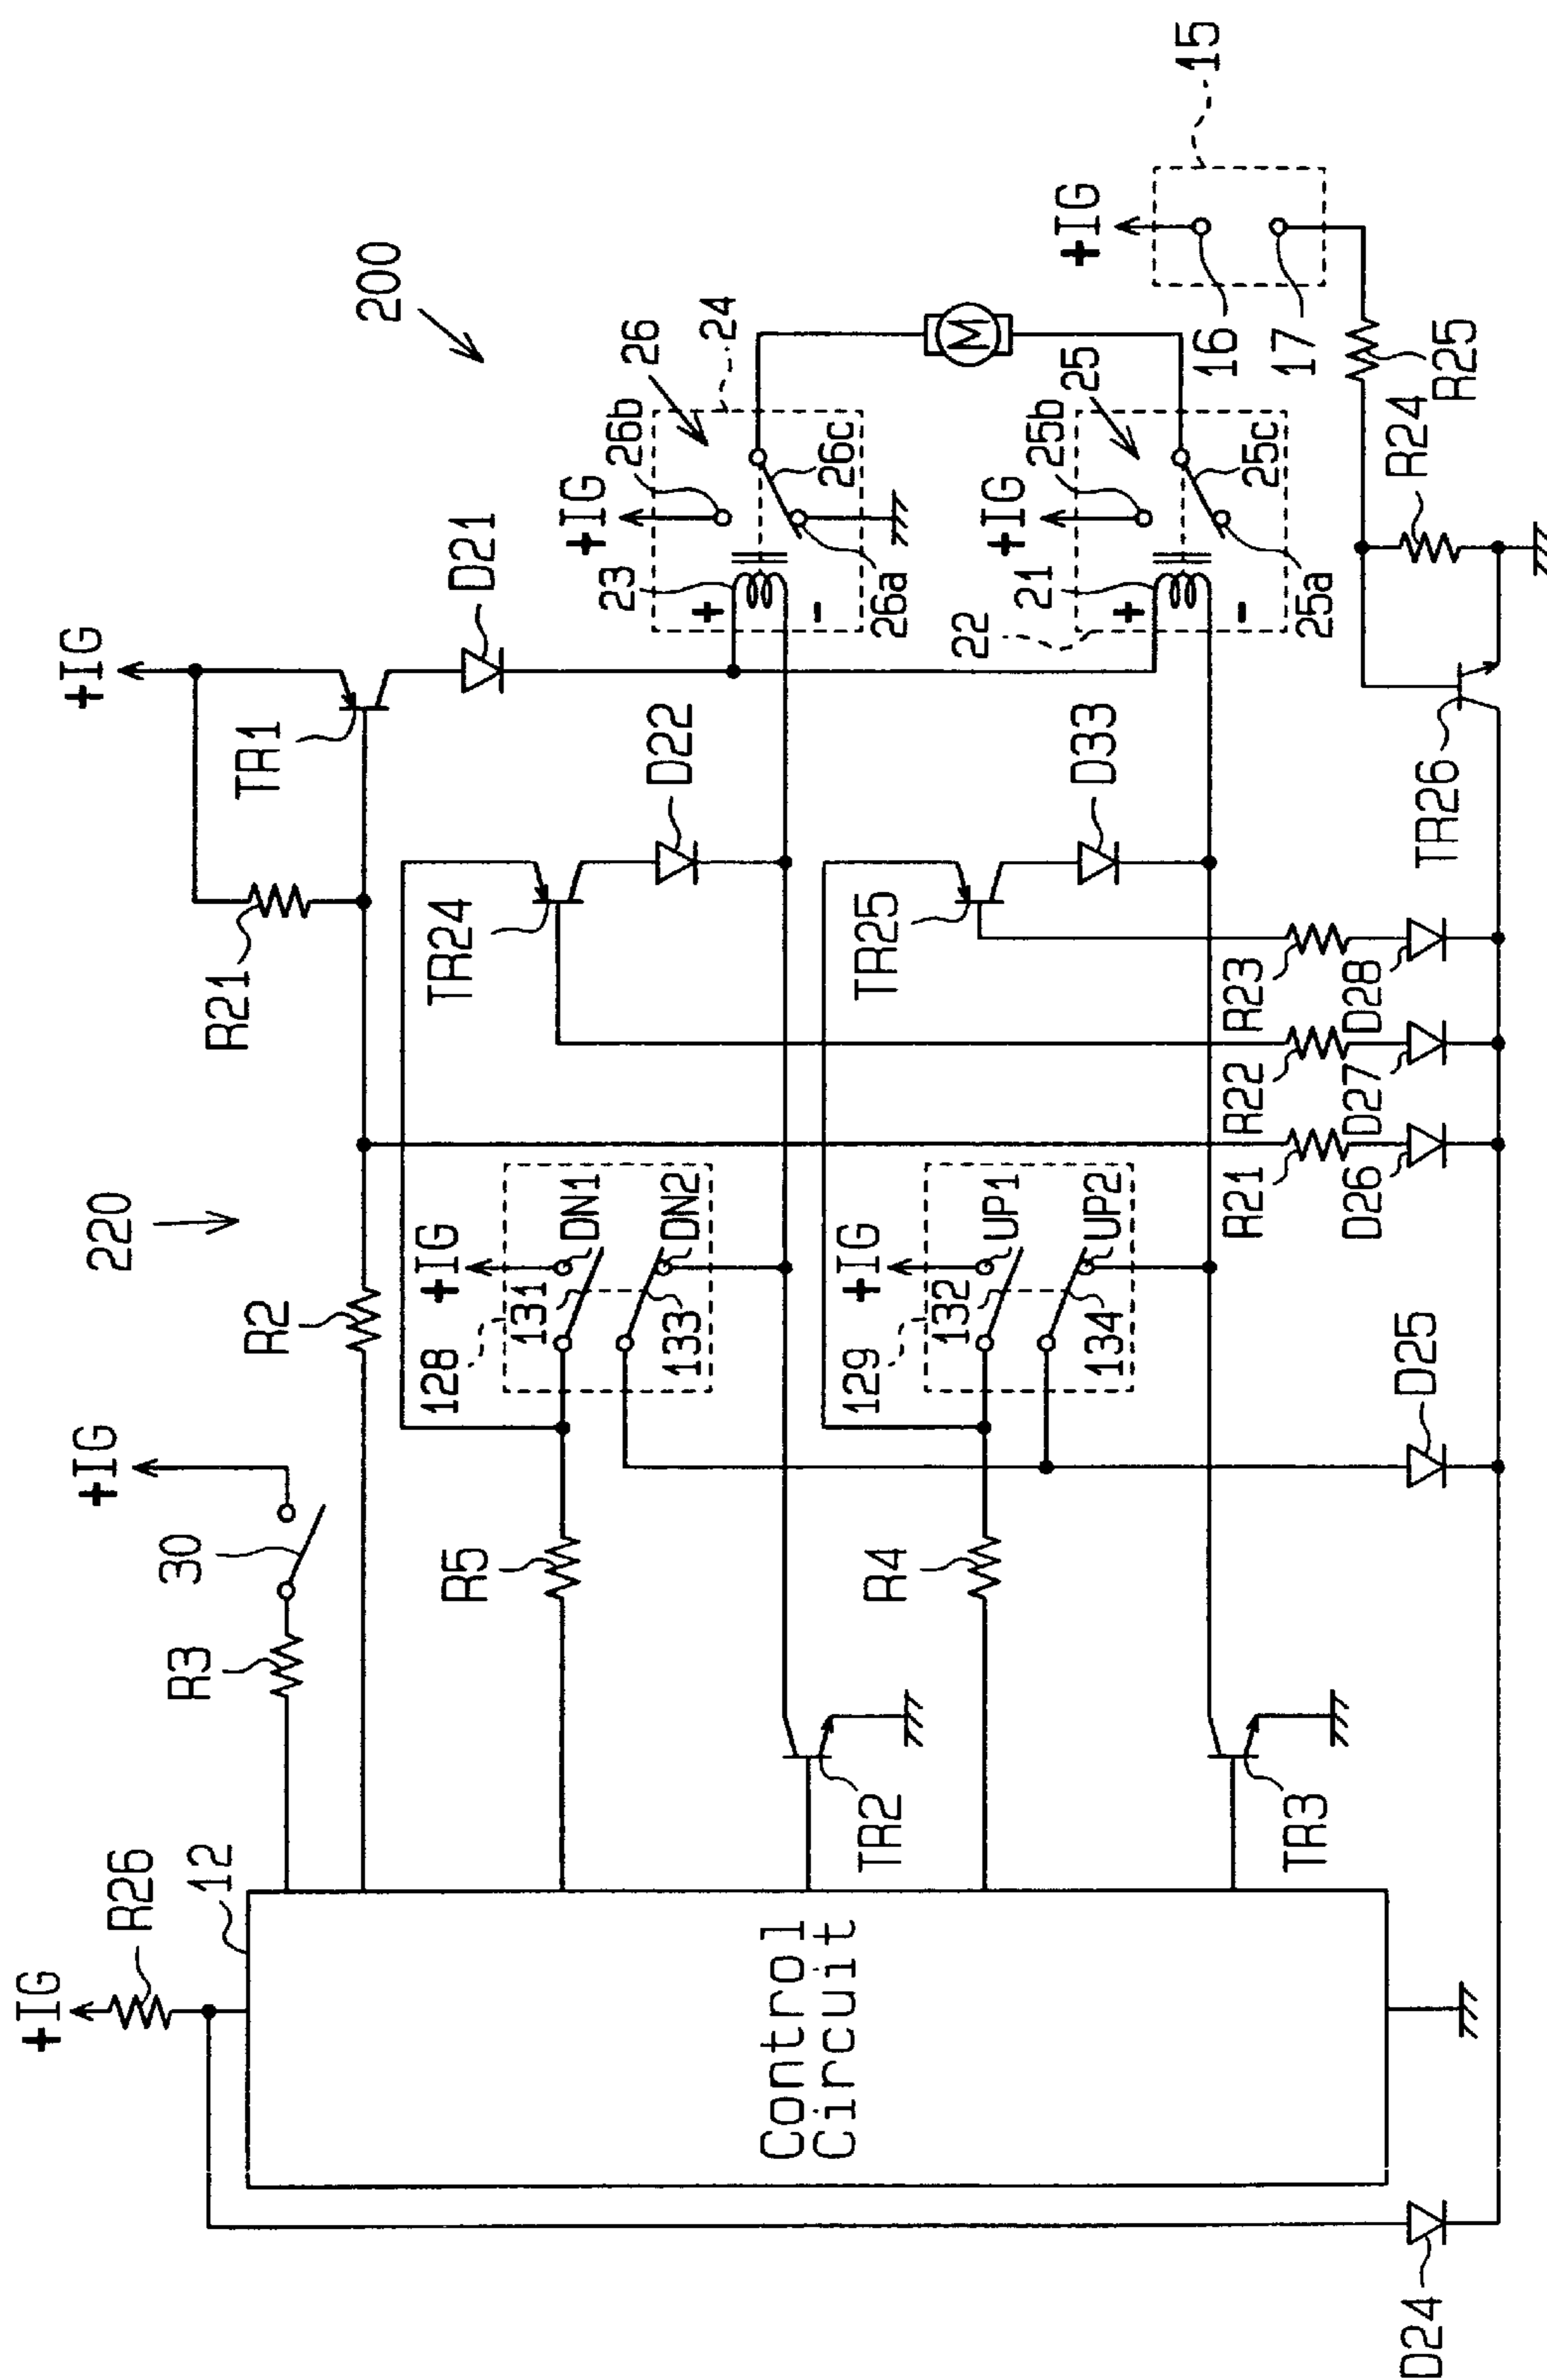 200
220
+IG
R26
12
R3
30
+IG
R2
R21
+IG
TR1
D21
Control
Circuit
R5
128
+IG
131
DN1
133
DN2
TR24
D22
23
+
-
+IG
26b
26
24
26a
26c
M
TR2
R4
129
+IG
132
UP1
134
UP2
TR25
D33
22
21
+
-
+IG
25b
25
25a
25c
+IG
15
16
17
TR3
R21
D26
R22
D27
R23
D28
D25
TR26
R24
R25
D24